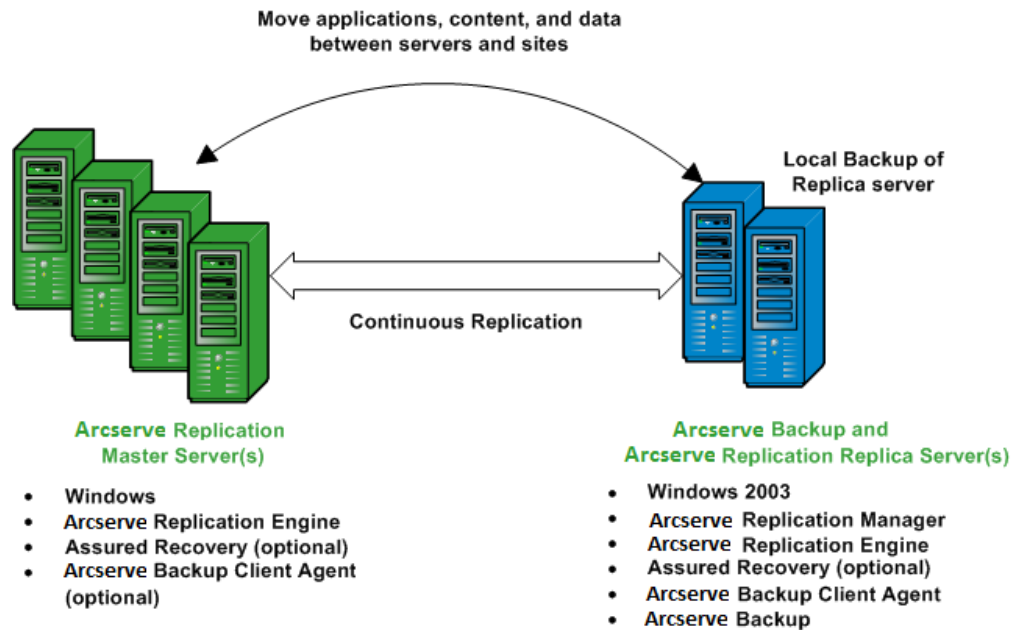 Move applications, content, and data
between servers and sites
Local Backup of
Replica server
Continuous Replication
Arcserve Replication
Master Server(s)
• Windows
• Arcserve Replication Engine
• Assured Recovery (optional)
• Arcserve Backup Client Agent
(optional)
Arcserve Backup and
Arcserve Replication Replica Server(s)
• Windows 2003
• Arcserve Replication Manager
• Arcserve Replication Engine
• Assured Recovery (optional)
• Arcserve Backup Client Agent
• Arcserve Backup